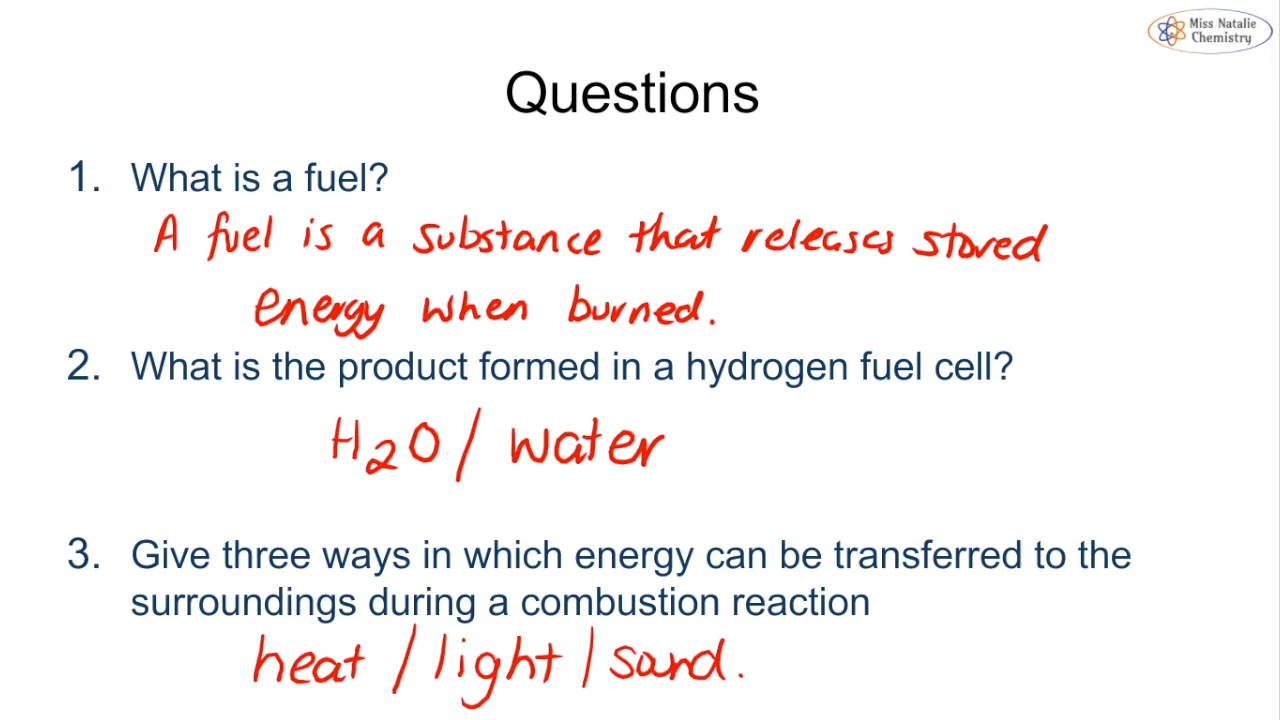 Miss Natalie
Chemistry
Questions
1. What is a fuel?
A fuel is a substance that releases stored
energy when burned.
2. What is the product formed in a hydrogen fuel cell?
H₂O / water
3. Give three ways in which energy can be transferred to the
surroundings during a combustion reaction
heat / light / sound.